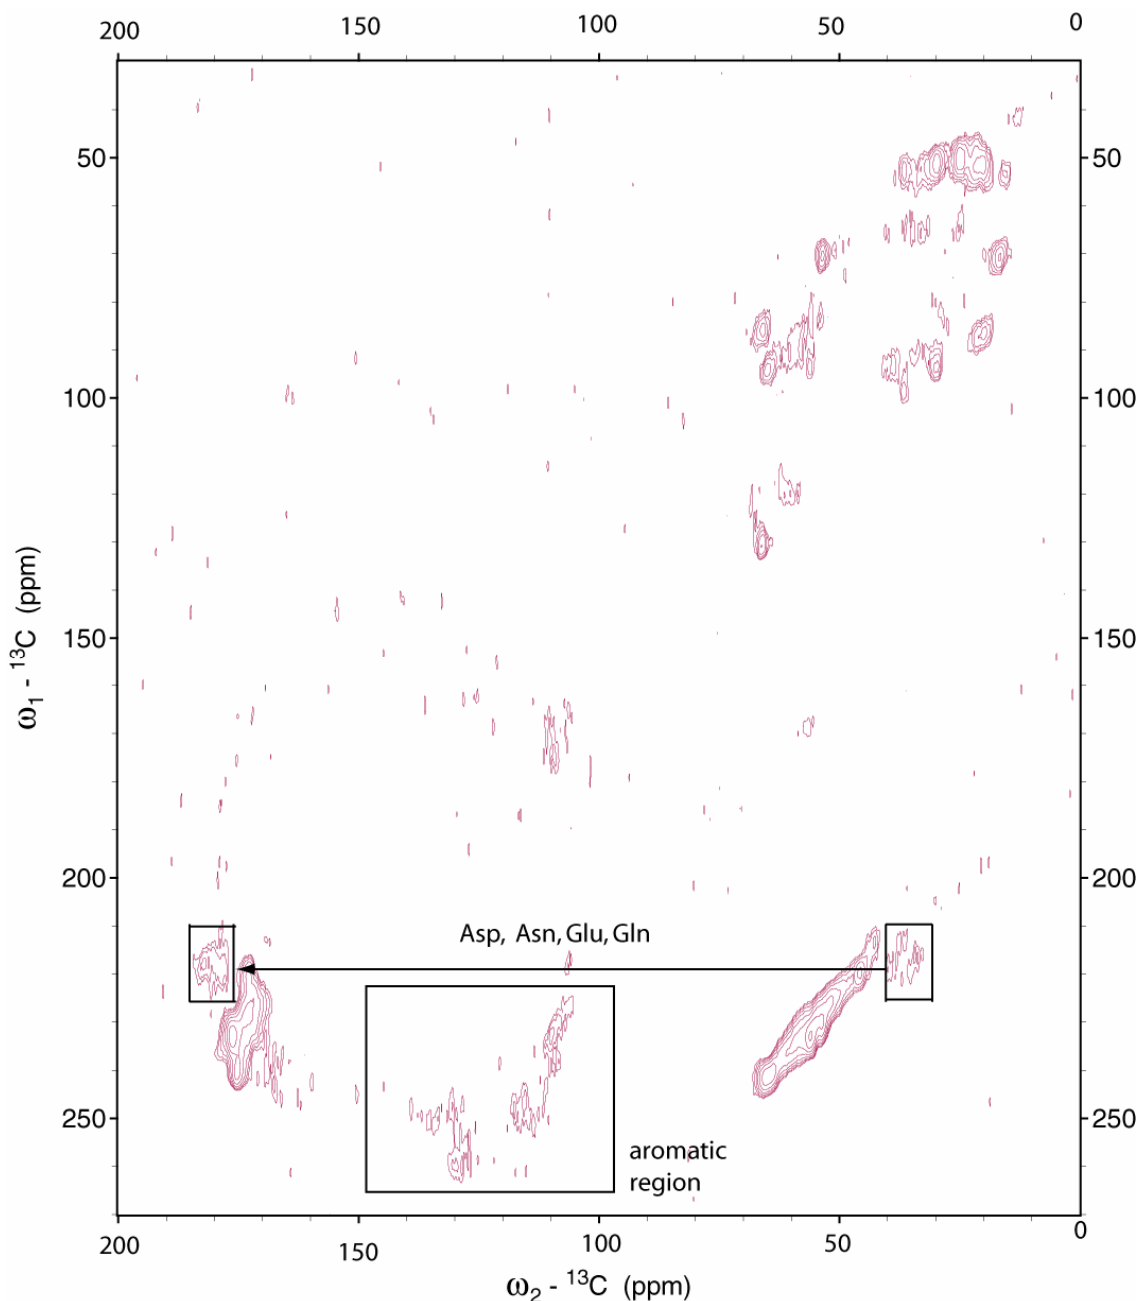 200 150 100 50 0
50 50
100 100
150 150
200 200
250 250
Asp, Asn, Glu, Gln
aromatic
region
ω1 - 13C (ppm)
200 150 100 50 0
ω2 - 13C (ppm)